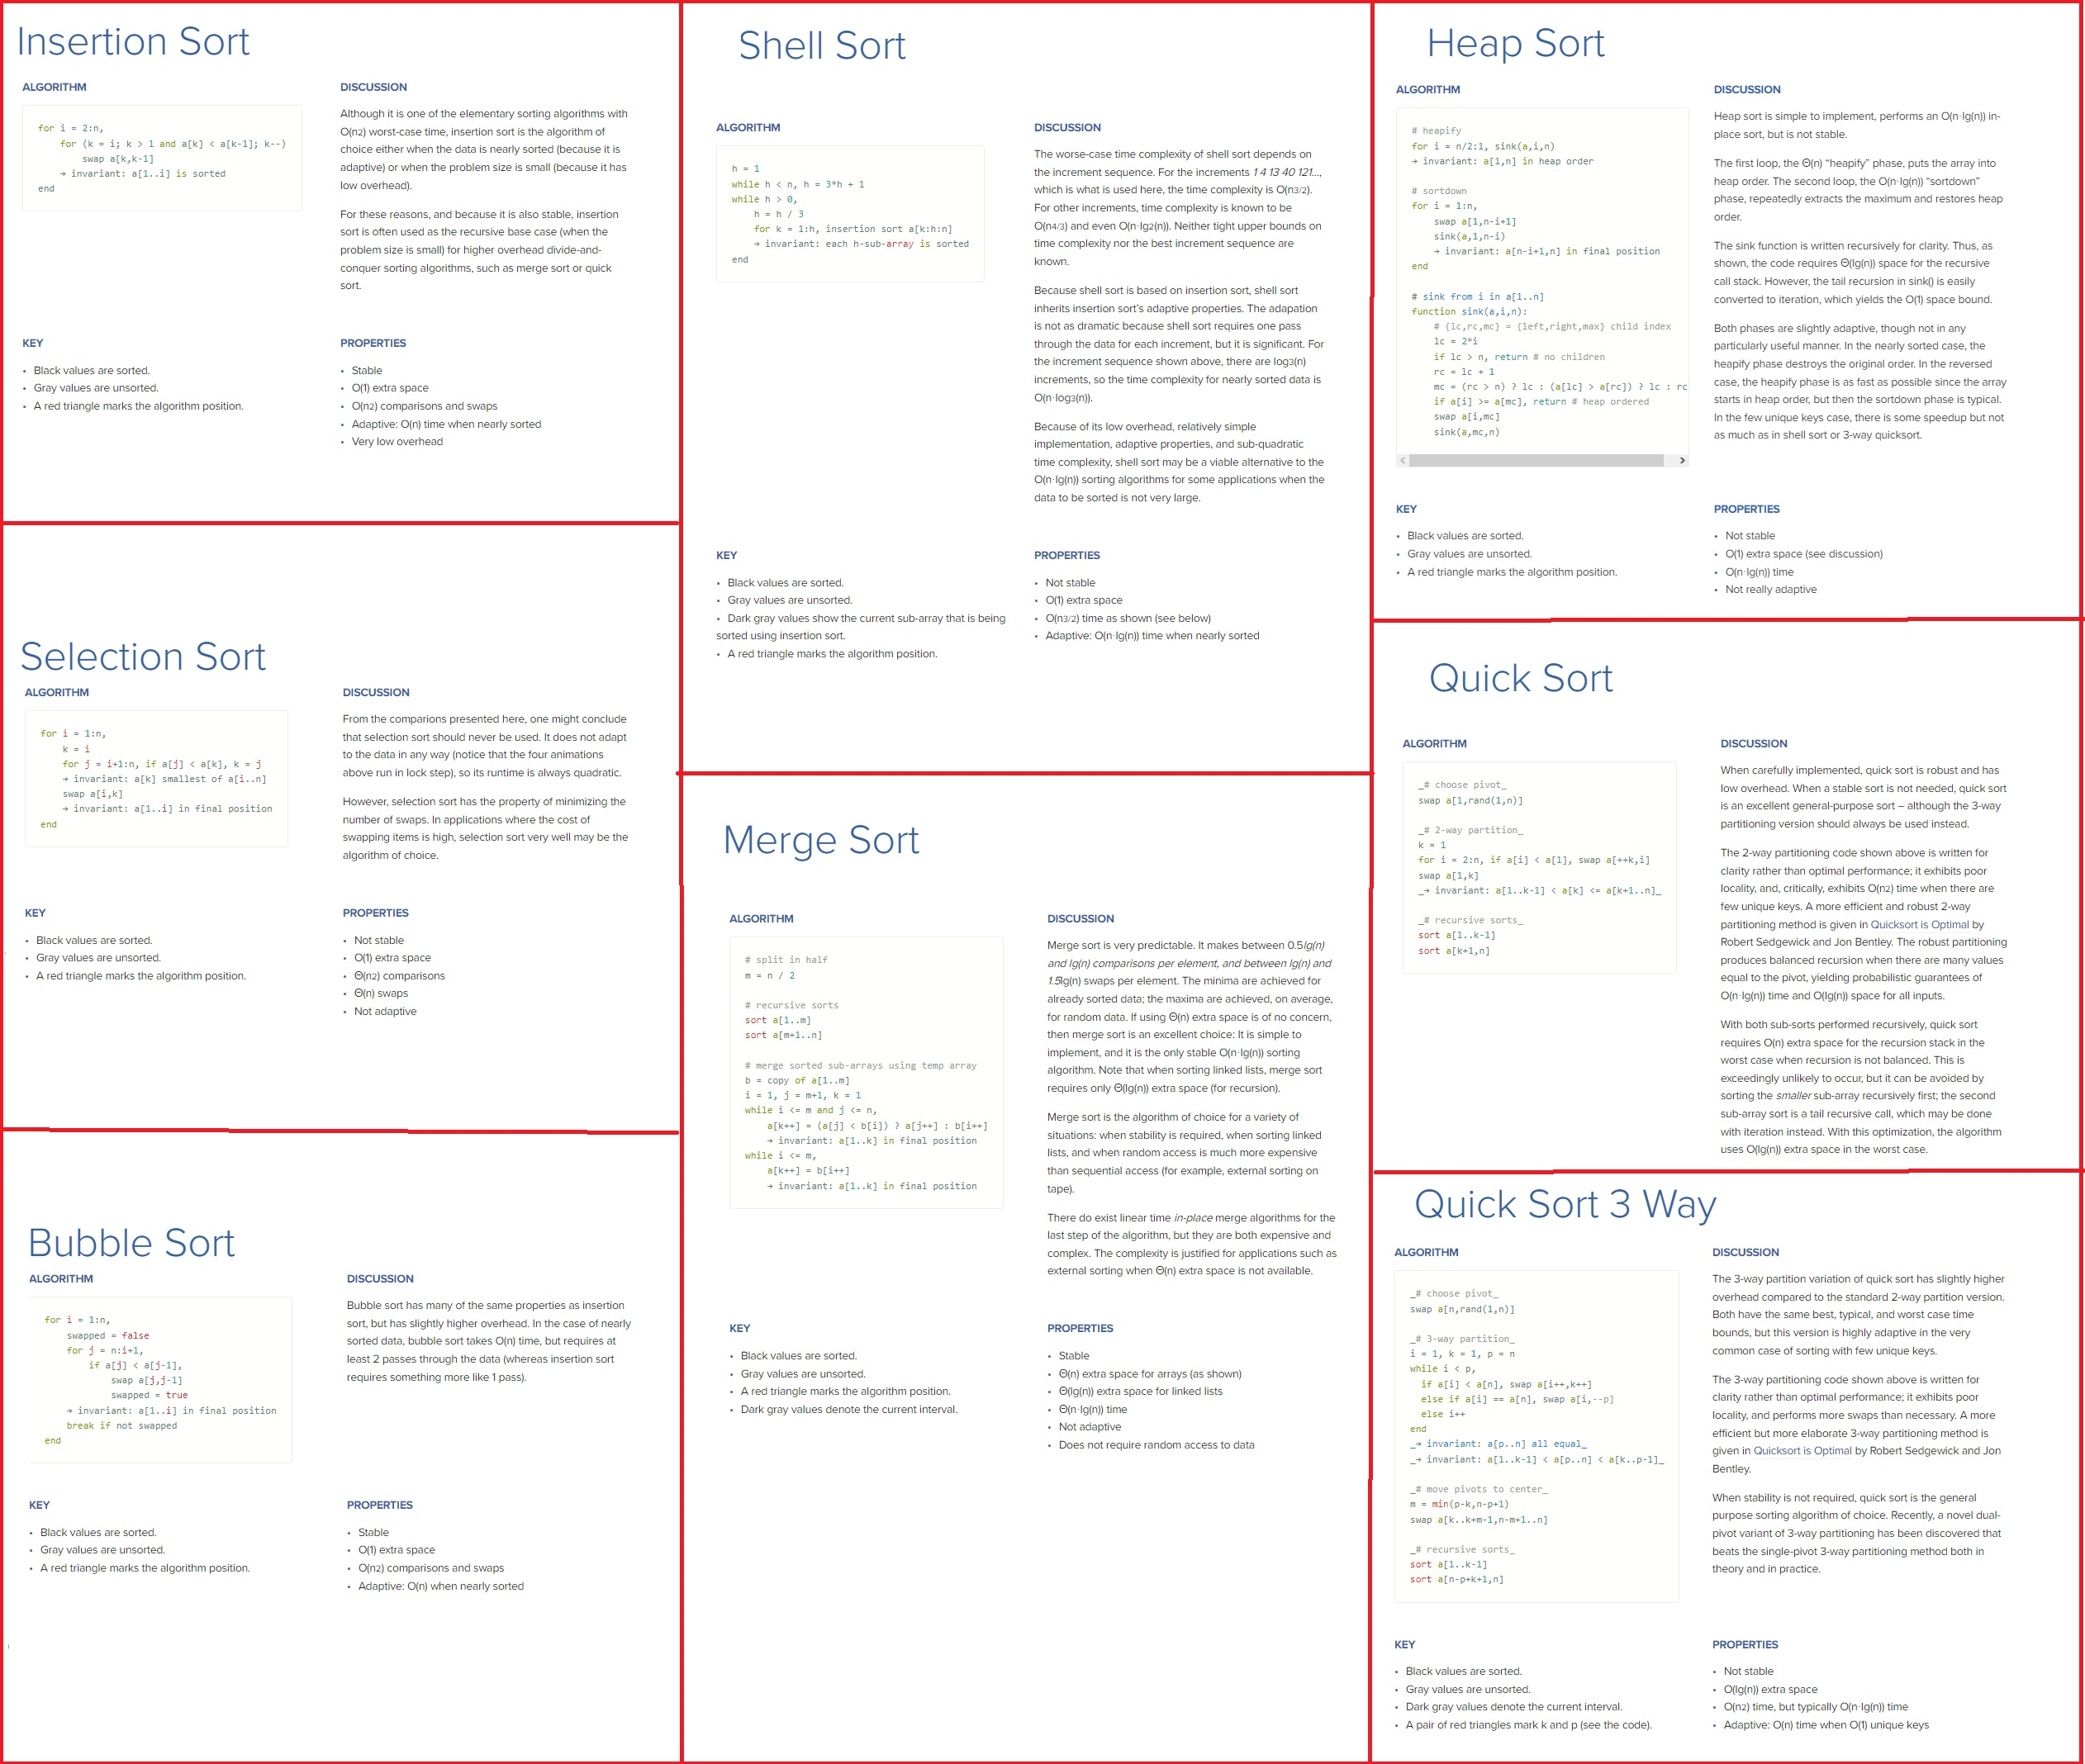 Insertion Sort
ALGORITHM
for i = 2:n,
    for (k = i; k > 1 and a[k] < a[k-1]; k--)
        swap a[k,k-1]
    → invariant: a[1..i] is sorted
end
DISCUSSION
Although it is one of the elementary sorting algorithms with
O(n2) worst-case time, insertion sort is the algorithm of
choice either when the data is nearly sorted (because it is
adaptive) or when the problem size is small (because it has
low overhead).
For these reasons, and because it is also stable, insertion
sort is often used as the recursive base case (when the
problem size is small) for higher overhead divide-and-
conquer sorting algorithms, such as merge sort or quick
sort.
KEY
• Black values are sorted.
• Gray values are unsorted.
• A red triangle marks the algorithm position.
PROPERTIES
• Stable
• O(1) extra space
• O(n2) comparisons and swaps
• Adaptive: O(n) time when nearly sorted
• Very low overhead
Selection Sort
ALGORITHM
for i = 1:n,
    k = i
    for j = i+1:n, if a[j] < a[k], k = j
    → invariant: a[k] smallest of a[i..n]
    swap a[i,k]
    → invariant: a[1..i] in final position
end
DISCUSSION
From the comparions presented here, one might conclude
that selection sort should never be used. It does not adapt
to the data in any way (notice that the four animations
above run in lock step), so its runtime is always quadratic.
However, selection sort has the property of minimizing the
number of swaps. In applications where the cost of
swapping items is high, selection sort very well may be the
algorithm of choice.
KEY
• Black values are sorted.
• Gray values are unsorted.
• A red triangle marks the algorithm position.
PROPERTIES
• Not stable
• O(1) extra space
• Θ(n2) comparisons
• Θ(n) swaps
• Not adaptive
Bubble Sort
ALGORITHM
for i = 1:n,
    swapped = false
    for j = n:i+1,
        if a[j] < a[j-1],
            swap a[j,j-1]
            swapped = true
    → invariant: a[1..i] in final position
    break if not swapped
end
DISCUSSION
Bubble sort has many of the same properties as insertion
sort, but has slightly higher overhead. In the case of nearly
sorted data, bubble sort takes O(n) time, but requires at
least 2 passes through the data (whereas insertion sort
requires something more like 1 pass).
KEY
• Black values are sorted.
• Gray values are unsorted.
• A red triangle marks the algorithm position.
PROPERTIES
• Stable
• O(1) extra space
• O(n2) comparisons and swaps
• Adaptive: O(n) when nearly sorted
Shell Sort
ALGORITHM
h = 1
while h < n, h = 3*h + 1
while h > 0,
    h = h / 3
    for k = 1:h, insertion sort a[k:h:n]
    → invariant: each h-sub-array is sorted
end
DISCUSSION
The worse-case time complexity of shell sort depends on
the increment sequence. For the increments 1 4 13 40 121…,
which is what is used here, the time complexity is O(n3/2).
For other increments, time complexity is known to be
O(n4/3) and even O(n·lg2(n)). Neither tight upper bounds on
time complexity nor the best increment sequence are
known.
Because shell sort is based on insertion sort, shell sort
inherits insertion sort's adaptive properties. The adapation
is not as dramatic because shell sort requires one pass
through the data for each increment, but it is significant. For
the increment sequence shown above, there are log3(n)
increments, so the time complexity for nearly sorted data is
O(n·log3(n)).
Because of its low overhead, relatively simple
implementation, adaptive properties, and sub-quadratic
time complexity, shell sort may be a viable alternative to the
O(n·lg(n)) sorting algorithms for some applications when the
data to be sorted is not very large.
KEY
• Black values are sorted.
• Gray values are unsorted.
• Dark gray values show the current sub-array that is being
sorted using insertion sort.
• A red triangle marks the algorithm position.
PROPERTIES
• Not stable
• O(1) extra space
• O(n3/2) time as shown (see below)
• Adaptive: O(n·lg(n)) time when nearly sorted
Merge Sort
ALGORITHM
# split in half
m = n / 2
# recursive sorts
sort a[1..m]
sort a[m+1..n]
# merge sorted sub-arrays using temp array
b = copy of a[1..m]
i = 1, j = m+1, k = 1
while i <= m and j <= n,
    a[k++] = (a[j] < b[i]) ? a[j++] : b[i++]
    → invariant: a[1..k] in final position
while i <= m,
    a[k++] = b[i++]
    → invariant: a[1..k] in final position
DISCUSSION
Merge sort is very predictable. It makes between 0.5lg(n)
and lg(n) comparisons per element, and between lg(n) and
1.5lg(n) swaps per element. The minima are achieved for
already sorted data; the maxima are achieved, on average,
for random data. If using Θ(n) extra space is of no concern,
then merge sort is an excellent choice: It is simple to
implement, and it is the only stable O(n·lg(n)) sorting
algorithm. Note that when sorting linked lists, merge sort
requires only Θ(lg(n)) extra space (for recursion).
Merge sort is the algorithm of choice for a variety of
situations: when stability is required, when sorting linked
lists, and when random access is much more expensive
than sequential access (for example, external sorting on
tape).
There do exist linear time in-place merge algorithms for the
last step of the algorithm, but they are both expensive and
complex. The complexity is justified for applications such as
external sorting when Θ(n) extra space is not available.
KEY
• Black values are sorted.
• Gray values are unsorted.
• A red triangle marks the algorithm position.
• Dark gray values denote the current interval.
PROPERTIES
• Stable
• Θ(n) extra space for arrays (as shown)
• Θ(lg(n)) extra space for linked lists
• Θ(n·lg(n)) time
• Not adaptive
• Does not require random access to data
Heap Sort
ALGORITHM
# heapify
for i = n/2:1, sink(a,i,n)
→ invariant: a[1,n] in heap order
# sortdown
for i = 1:n,
    swap a[1,n-i+1]
    sink(a,1,n-i)
    → invariant: a[n-i+1,n] in final position
end
# sink from i in a[1..n]
function sink(a,i,n):
    # {lc,rc,mc} = {left,right,max} child index
    lc = 2*i
    if lc > n, return # no children
    rc = lc + 1
    mc = (rc > n) ? lc : (a[lc] > a[rc]) ? lc : rc
    if a[i] >= a[mc], return # heap ordered
    swap a[i,mc]
    sink(a,mc,n)
DISCUSSION
Heap sort is simple to implement, performs an O(n·lg(n)) in-
place sort, but is not stable.
The first loop, the Θ(n) “heapify” phase, puts the array into
heap order. The second loop, the O(n·lg(n)) “sortdown”
phase, repeatedly extracts the maximum and restores heap
order.
The sink function is written recursively for clarity. Thus, as
shown, the code requires Θ(lg(n)) space for the recursive
call stack. However, the tail recursion in sink() is easily
converted to iteration, which yields the O(1) space bound.
Both phases are slightly adaptive, though not in any
particularly useful manner. In the nearly sorted case, the
heapify phase destroys the original order. In the reversed
case, the heapify phase is as fast as possible since the array
starts in heap order, but then the sortdown phase is typical.
In the few unique keys case, there is some speedup but not
as much as in shell sort or 3-way quicksort.
KEY
• Black values are sorted.
• Gray values are unsorted.
• A red triangle marks the algorithm position.
PROPERTIES
• Not stable
• O(1) extra space (see discussion)
• O(n·lg(n)) time
• Not really adaptive
Quick Sort
ALGORITHM
_# choose pivot_
swap a[1,rand(1,n)]
_# 2-way partition_
k = 1
for i = 2:n, if a[i] < a[1], swap a[++k,i]
swap a[1,k]
_→ invariant: a[1..k-1] < a[k] <= a[k+1..n]_
_# recursive sorts_
sort a[1..k-1]
sort a[k+1,n]
DISCUSSION
When carefully implemented, quick sort is robust and has
low overhead. When a stable sort is not needed, quick sort
is an excellent general-purpose sort – although the 3-way
partitioning version should always be used instead.
The 2-way partitioning code shown above is written for
clarity rather than optimal performance; it exhibits poor
locality, and, critically, exhibits O(n2) time when there are
few unique keys. A more efficient and robust 2-way
partitioning method is given in Quicksort is Optimal by
Robert Sedgewick and Jon Bentley. The robust partitioning
produces balanced recursion when there are many values
equal to the pivot, yielding probabilistic guarantees of
O(n·lg(n)) time and O(lg(n)) space for all inputs.
With both sub-sorts performed recursively, quick sort
requires O(n) extra space for the recursion stack in the
worst case when recursion is not balanced. This is
exceedingly unlikely to occur, but it can be avoided by
sorting the smaller sub-array recursively first; the second
sub-array sort is a tail recursive call, which may be done
with iteration instead. With this optimization, the algorithm
uses O(lg(n)) extra space in the worst case.
Quick Sort 3 Way
ALGORITHM
_# choose pivot_
swap a[n,rand(1,n)]
_# 3-way partition_
i = 1, k = 1, p = n
while i < p,
  if a[i] < a[n], swap a[i++,k++]
  else if a[i] == a[n], swap a[i,--p]
  else i++
end
_→ invariant: a[p..n] all equal_
_→ invariant: a[1..k-1] < a[p..n] < a[k..p-1]_
_# move pivots to center_
m = min(p-k,n-p+1)
swap a[k..k+m-1,n-m+1..n]
_# recursive sorts_
sort a[1..k-1]
sort a[n-p+k+1,n]
DISCUSSION
The 3-way partition variation of quick sort has slightly higher
overhead compared to the standard 2-way partition version.
Both have the same best, typical, and worst case time
bounds, but this version is highly adaptive in the very
common case of sorting with few unique keys.
The 3-way partitioning code shown above is written for
clarity rather than optimal performance; it exhibits poor
locality, and performs more swaps than necessary. A more
efficient but more elaborate 3-way partitioning method is
given in Quicksort is Optimal by Robert Sedgewick and Jon
Bentley.
When stability is not required, quick sort is the general
purpose sorting algorithm of choice. Recently, a novel dual-
pivot variant of 3-way partitioning has been discovered that
beats the single-pivot 3-way partitioning method both in
theory and in practice.
KEY
• Black values are sorted.
• Gray values are unsorted.
• Dark gray values denote the current interval.
• A pair of red triangles mark k and p (see the code).
PROPERTIES
• Not stable
• O(lg(n)) extra space
• O(n2) time, but typically O(n·lg(n)) time
• Adaptive: O(n) time when O(1) unique keys